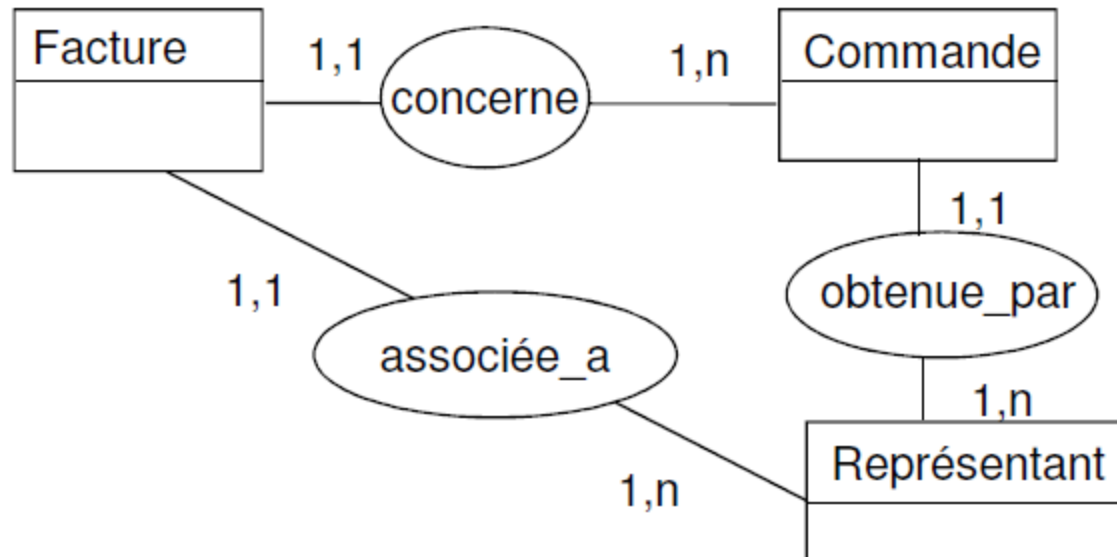 Facture
1,1
concerne
1,n
Commande
1,1
obtenue_par
1,n
Représentant
1,1
associée_a
1,n